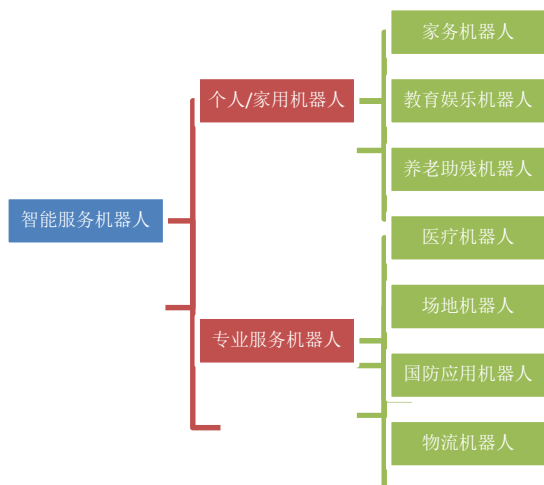 智能服务机器人
个人/家用机器人
家务机器人
教育娱乐机器人
养老助残机器人
专业服务机器人
医疗机器人
场地机器人
国防应用机器人
物流机器人